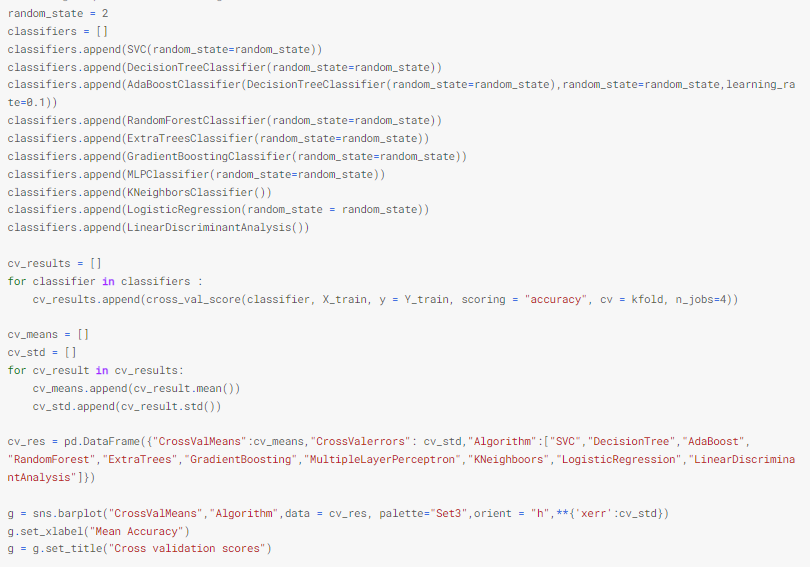 random_state = 2
classifiers = []
classifiers.append(SVC(random_state=random_state))
classifiers.append(DecisionTreeClassifier(random_state=random_state))
classifiers.append(AdaBoostClassifier(DecisionTreeClassifier(random_state=random_state),random_state=random_state,learning_ra
te=0.1))
classifiers.append(RandomForestClassifier(random_state=random_state))
classifiers.append(ExtraTreesClassifier(random_state=random_state))
classifiers.append(GradientBoostingClassifier(random_state=random_state))
classifiers.append(MLPClassifier(random_state=random_state))
classifiers.append(KNeighborsClassifier())
classifiers.append(LogisticRegression(random_state = random_state))
classifiers.append(LinearDiscriminantAnalysis())

cv_results = []
for classifier in classifiers :
    cv_results.append(cross_val_score(classifier, X_train, y = Y_train, scoring = "accuracy", cv = kfold, n_jobs=4))

cv_means = []
cv_std = []
for cv_result in cv_results:
    cv_means.append(cv_result.mean())
    cv_std.append(cv_result.std())

cv_res = pd.DataFrame({"CrossValMeans":cv_means,"CrossValerrors": cv_std,"Algorithm":["SVC","DecisionTree","AdaBoost",
"RandomForest","ExtraTrees","GradientBoosting","MultipleLayerPerceptron","KNeighboors","LogisticRegression","LinearDiscrimina
ntAnalysis"]})

g = sns.barplot("CrossValMeans","Algorithm",data = cv_res, palette="Set3",orient = "h",**{'xerr':cv_std})
g.set_xlabel("Mean Accuracy")
g = g.set_title("Cross validation scores")